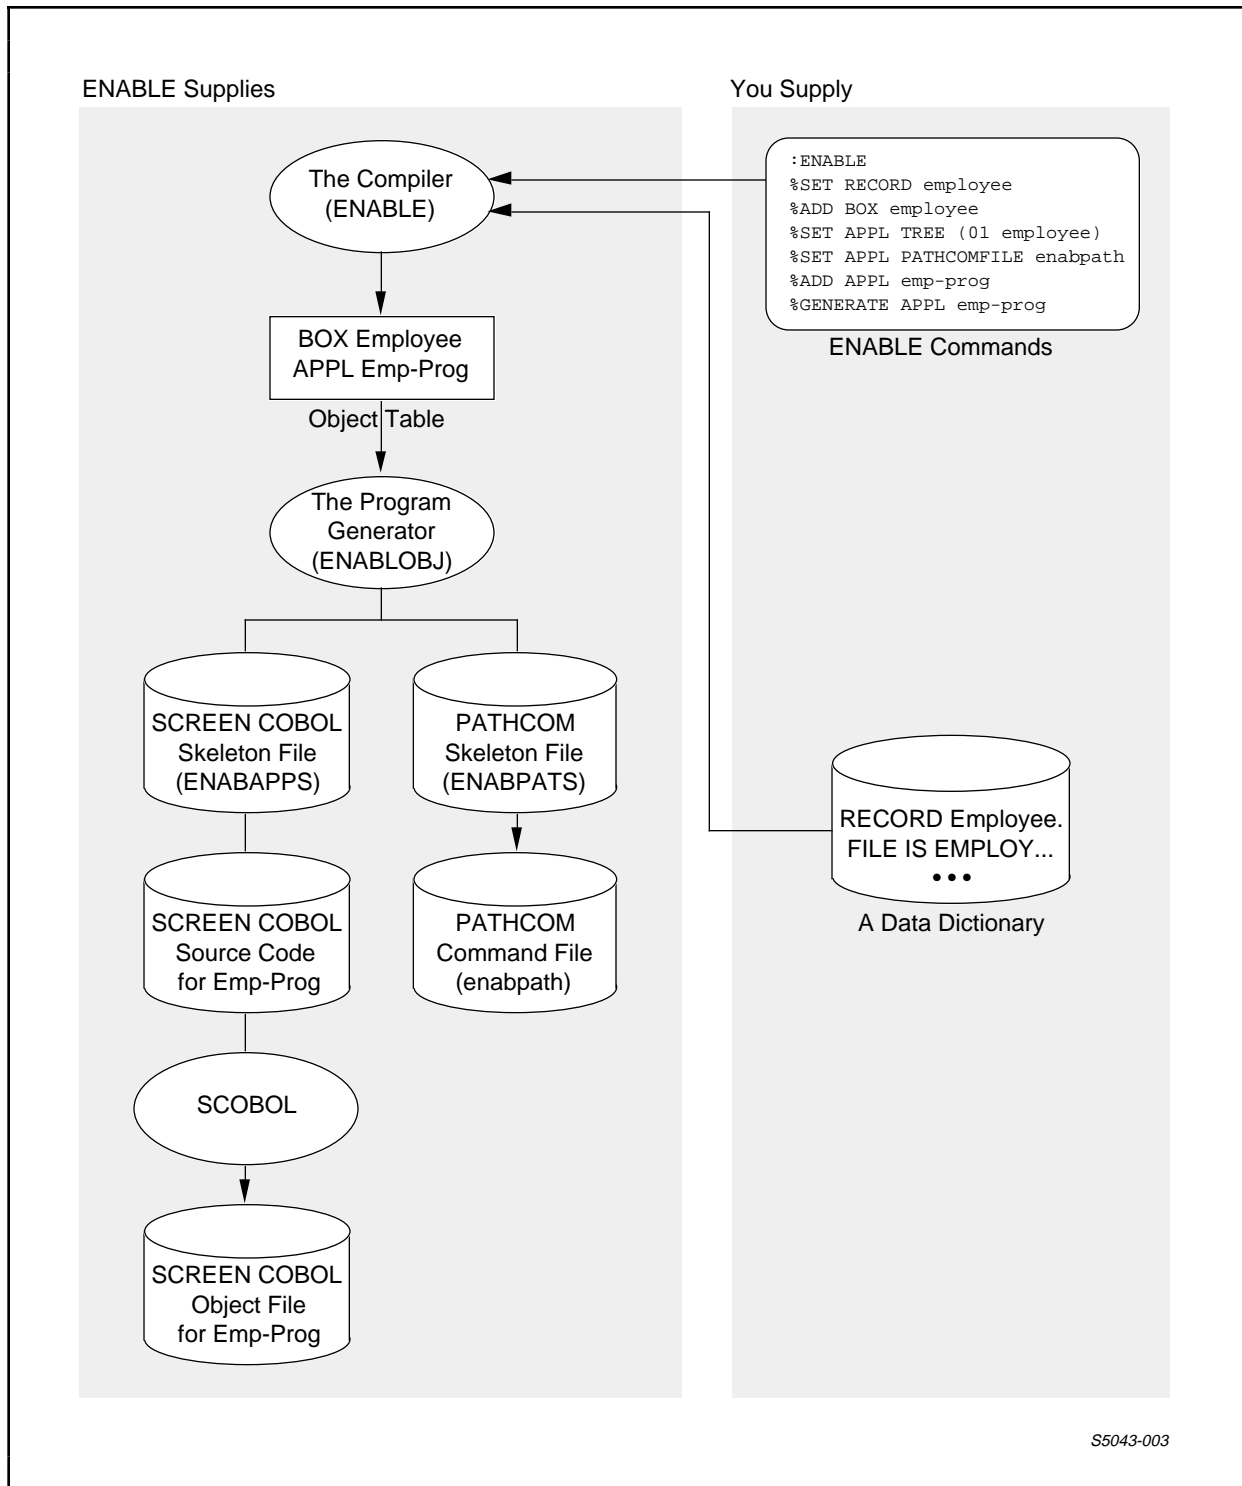 ENABLE Supplies
The Compiler
(ENABLE)
BOX Employee
APPL Emp-Prog
Object Table
The Program
Generator
(ENABLOBJ)
SCREEN COBOL
Skeleton File
(ENABAPPS)
PATHCOM
Skeleton File
(ENABPATS)
SCREEN COBOL
Source Code
for Emp-Prog
PATHCOM
Command File
(enabpath)
SCOBOL
SCREEN COBOL
Object File
for Emp-Prog
You Supply
:ENABLE
%SET RECORD employee
%ADD BOX employee
%SET APPL TREE (01 employee)
%SET APPL PATHCOMFILE enabpath
%ADD APPL emp-prog
%GENERATE APPL emp-prog
ENABLE Commands
RECORD Employee.
FILE IS EMPLOY...
•••
A Data Dictionary
S5043-003